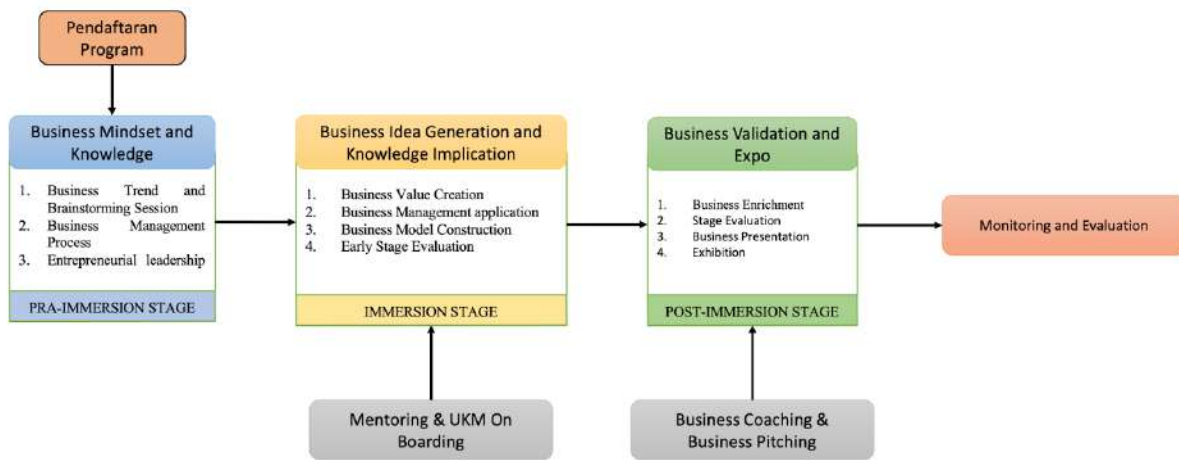 Pendaftaran
Program
Business Mindset and
Knowledge
1. Business Trend and
Brainstorming Session
2. Business Management
Process
3. Entrepreneurial leadership
PRA-IMMERSION STAGE
Business Idea Generation and
Knowledge Implication
1. Business Value Creation
2. Business Management application
3. Business Model Construction
4. Early Stage Evaluation
IMMERSION STAGE
Mentoring & UKM On
Boarding
Business Validation and
Expo
1. Business Enrichment
2. Stage Evaluation
3. Business Presentation
4. Exhibition
POST-IMMERSION STAGE
Business Coaching &
Business Pitching
Monitoring and Evaluation